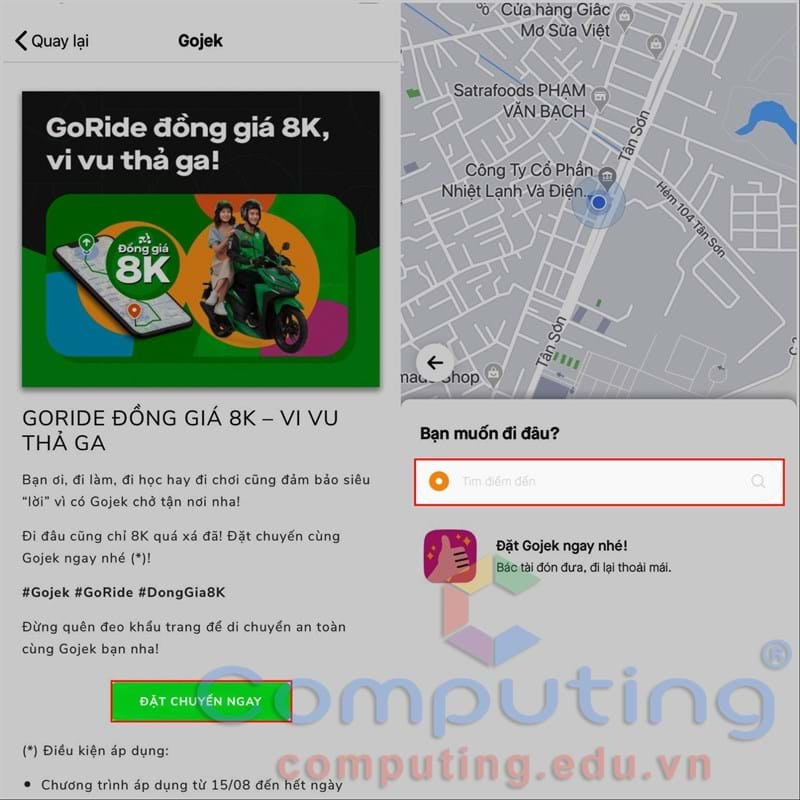 Quay lại
Gojek
GoRide đồng giá 8K,
vi vu thả ga!
Đồng giá
8K
GORIDE ĐỒNG GIÁ 8K – VI VU
THẢ GA
Bạn ơi, đi làm, đi học hay đi chơi cũng đảm bảo siêu
“lời” vì có Gojek chở tận nơi nha!
Đi đâu cũng chỉ 8K quá xá đã! Đặt chuyến cùng
Gojek ngay nhé (*)!
#Gojek #GoRide #DongGia8K
Đừng quên đeo khẩu trang để di chuyển an toàn
cùng Gojek bạn nha!
ĐẶT CHUYẾN NGAY
(*) Điều kiện áp dụng:
• Chương trình áp dụng từ 15/08 đến hết ngày
Cửa hàng Giấc
Mơ Sữa Việt
Satrafoods PHẠM
VĂN BẠCH
Tân Sơn
Công Ty Cổ Phần
Nhiệt Lạnh Và Điện...
Hẻm 104 Tân Sơn
Tân Sơn
made Shop
Bạn muốn đi đâu?
Tìm điểm đến
Đặt Gojek ngay nhé!
Bác tài đón đưa, đi lại thoải mái.
Computing®
computing.edu.vn